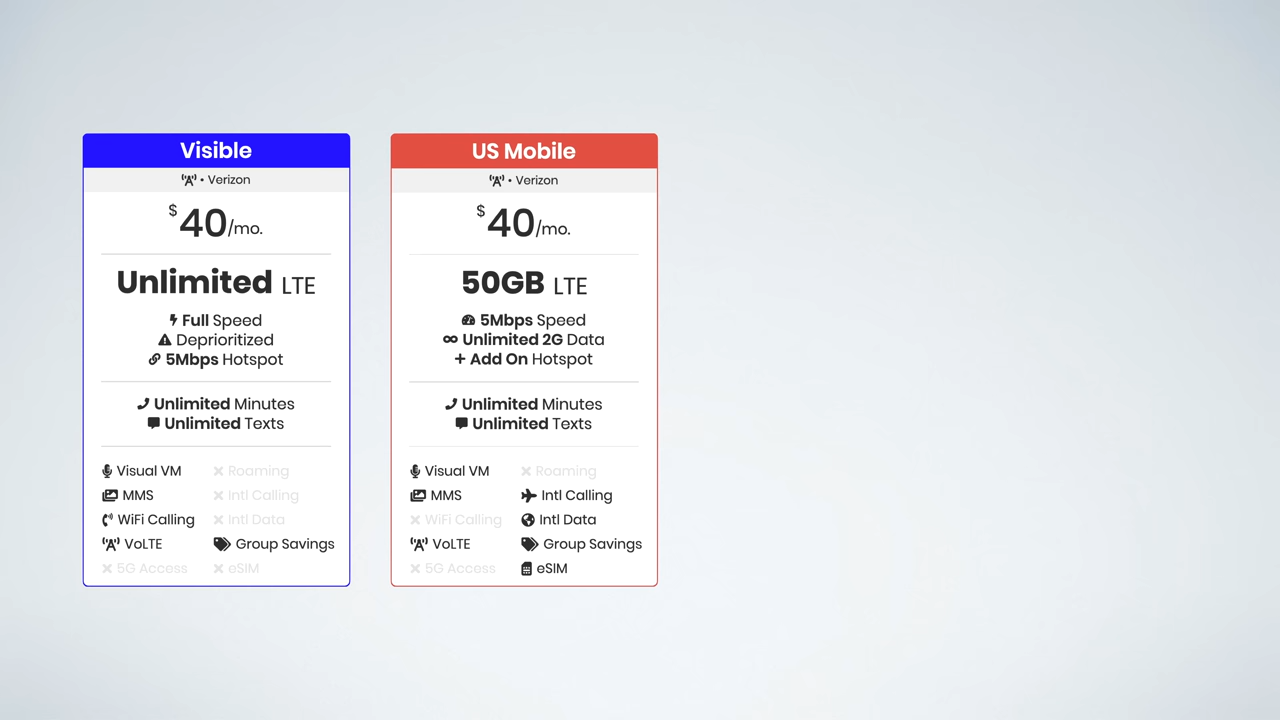 Visible
• Verizon
$40/mo.
Unlimited LTE
Full Speed
Deprioritized
5Mbps Hotspot
Unlimited Minutes
Unlimited Texts
Visual VM
Roaming
MMS
Intl Calling
WiFi Calling
Intl Data
VoLTE
Group Savings
5G Access
eSIM
US Mobile
• Verizon
$40/mo.
50GB LTE
5Mbps Speed
Unlimited 2G Data
Add On Hotspot
Unlimited Minutes
Unlimited Texts
Visual VM
Roaming
MMS
Intl Calling
WiFi Calling
Intl Data
VoLTE
Group Savings
5G Access
eSIM